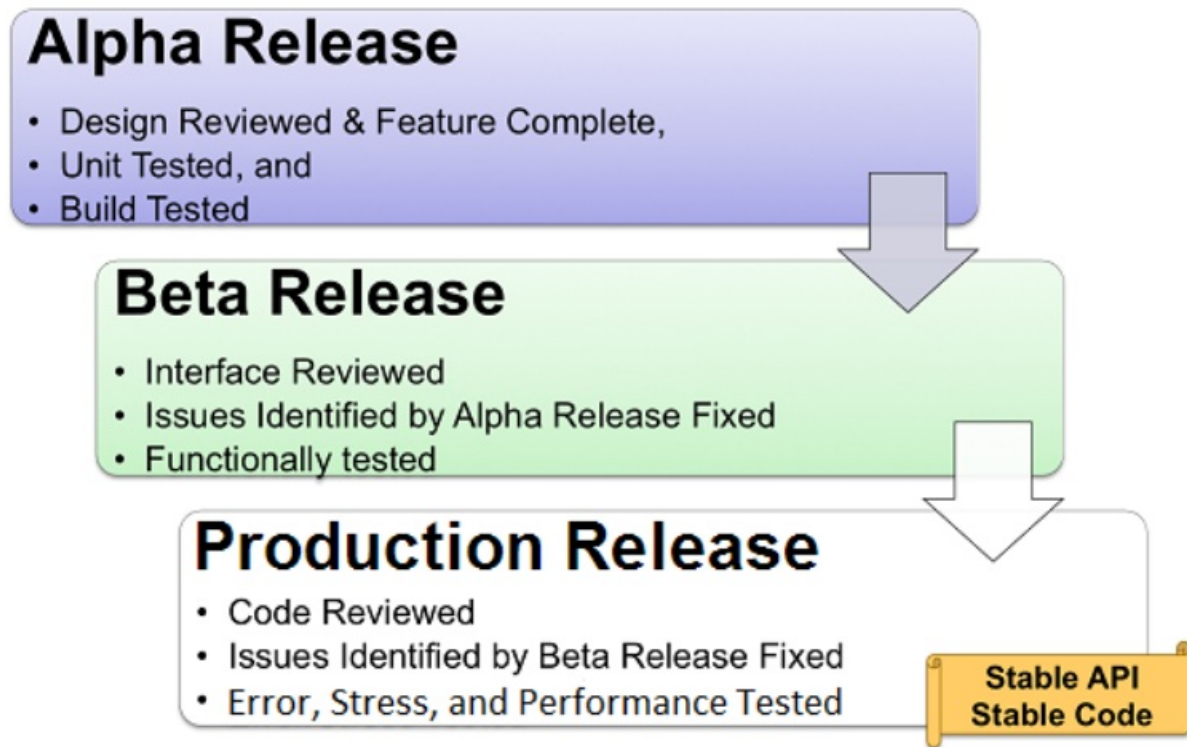 Alpha Release
• Design Reviewed & Feature Complete,
• Unit Tested, and
• Build Tested
Beta Release
• Interface Reviewed
• Issues Identified by Alpha Release Fixed
• Functionally tested
Production Release
• Code Reviewed
• Issues Identified by Beta Release Fixed
• Error, Stress, and Performance Tested
Stable API
Stable Code